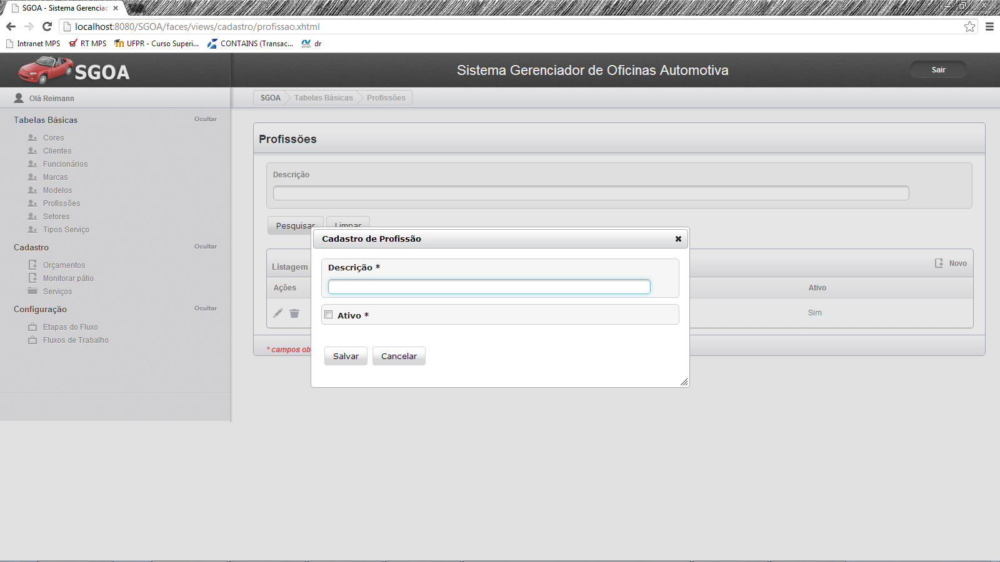 SGOA - Sistema Gerenciac
localhost:8080/SGOA/faces/views/cadastro/profissao.xhtml
Intranet MPS
RT MPS
UFPR - Curso Superi...
CONTAINS (Transac...
dr
SGOA
Sistema Gerenciador de Oficinas Automotiva
Sair
Olá Reimann
SGOA
Tabelas Básicas
Profissões
Tabelas Básicas
Ocultar
Cores
Clientes
Funcionários
Marcas
Modelos
Profissões
Setores
Tipos Serviço
Cadastro
Ocultar
Orçamentos
Monitorar pátio
Serviços
Configuração
Ocultar
Etapas do Fluxo
Fluxos de Trabalho
Profissões
Descrição
Pesquisar
Limpar
Listagem
Novo
Ações
Ativo
Sim
* campos ob
Cadastro de Profissão
Descrição *
Ativo *
Salvar
Cancelar